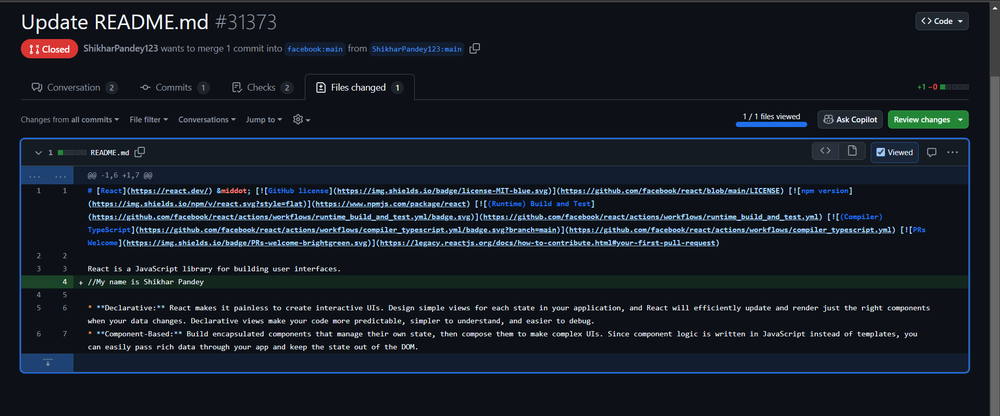 Update README.md #31373
<> Code
Closed ShikharPandey123 wants to merge 1 commit into facebook:main from ShikharPandey123:main
Conversation 2 Commits 1 Checks 2 Files changed 1 +1 −0
Changes from all commits File filter Conversations Jump to 1 / 1 files viewed Ask Copilot Review changes
1 README.md Viewed
... ... @@ -1,6 +1,7 @@
1 1 # [React](https://react.dev/) &middot; [![GitHub license](https://img.shields.io/badge/license-MIT-blue.svg)](https://github.com/facebook/react/blob/main/LICENSE) [![npm version]
(https://img.shields.io/npm/v/react.svg?style=flat)](https://www.npmjs.com/package/react) [![(Runtime) Build and Test]
(https://github.com/facebook/react/actions/workflows/runtime_build_and_test.yml/badge.svg)](https://github.com/facebook/react/actions/workflows/runtime_build_and_test.yml) [![(Compiler)
TypeScript](https://github.com/facebook/react/actions/workflows/compiler_typescript.yml/badge.svg?branch=main)](https://github.com/facebook/react/actions/workflows/compiler_typescript.yml) [![PRs
Welcome](https://img.shields.io/badge/PRs-welcome-brightgreen.svg)](https://legacy.reactjs.org/docs/how-to-contribute.html#your-first-pull-request)
2 2
3 3 React is a JavaScript library for building user interfaces.
4 + //My name is Shikhar Pandey
4 5
5 6 * **Declarative:** React makes it painless to create interactive UIs. Design simple views for each state in your application, and React will efficiently update and render just the right components
when your data changes. Declarative views make your code more predictable, simpler to understand, and easier to debug.
6 7 * **Component-Based:** Build encapsulated components that manage their own state, then compose them to make complex UIs. Since component logic is written in JavaScript instead of templates, you
can easily pass rich data through your app and keep the state out of the DOM.